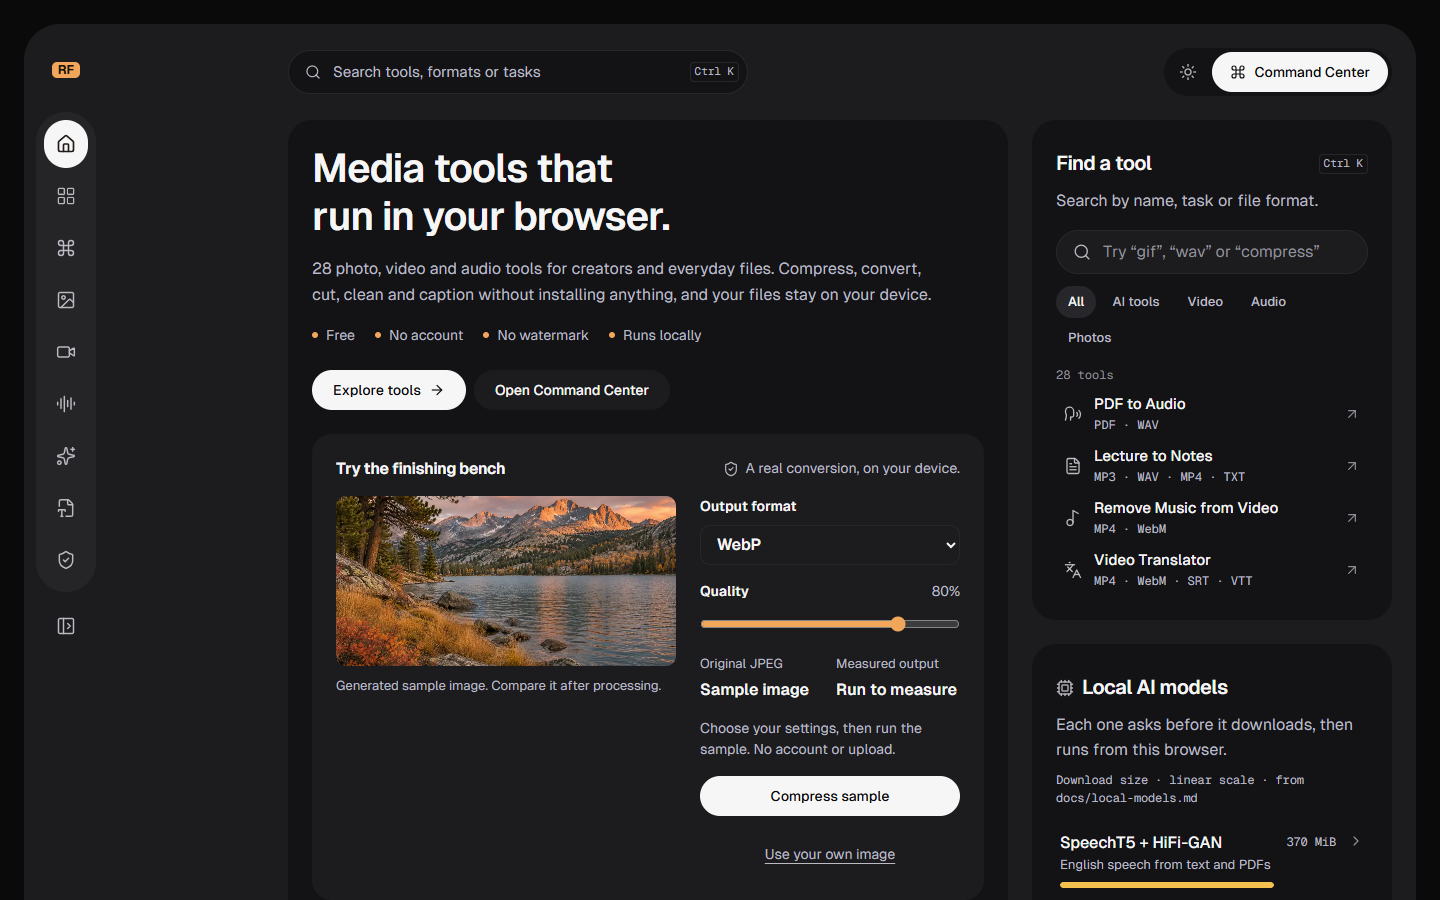 RF
Search tools, formats or tasks
Ctrl K
Command Center
Media tools that
run in your browser.
28 photo, video and audio tools for creators and everyday files. Compress, convert,
cut, clean and caption without installing anything, and your files stay on your device.
Free
No account
No watermark
Runs locally
Explore tools
Open Command Center
Try the finishing bench
A real conversion, on your device.
Generated sample image. Compare it after processing.
Output format
WebP
Quality
80%
Original JPEG
Measured output
Sample image
Run to measure
Choose your settings, then run the
sample. No account or upload.
Compress sample
Use your own image
Find a tool
Ctrl K
Search by name, task or file format.
Try “gif”, “wav” or “compress”
All
AI tools
Video
Audio
Photos
28 tools
PDF to Audio
PDF · WAV
Lecture to Notes
MP3 · WAV · MP4 · TXT
Remove Music from Video
MP4 · WebM
Video Translator
MP4 · WebM · SRT · VTT
Local AI models
Each one asks before it downloads, then
runs from this browser.
Download size · linear scale · from
docs/local-models.md
SpeechT5 + HiFi-GAN
370 MiB
English speech from text and PDFs